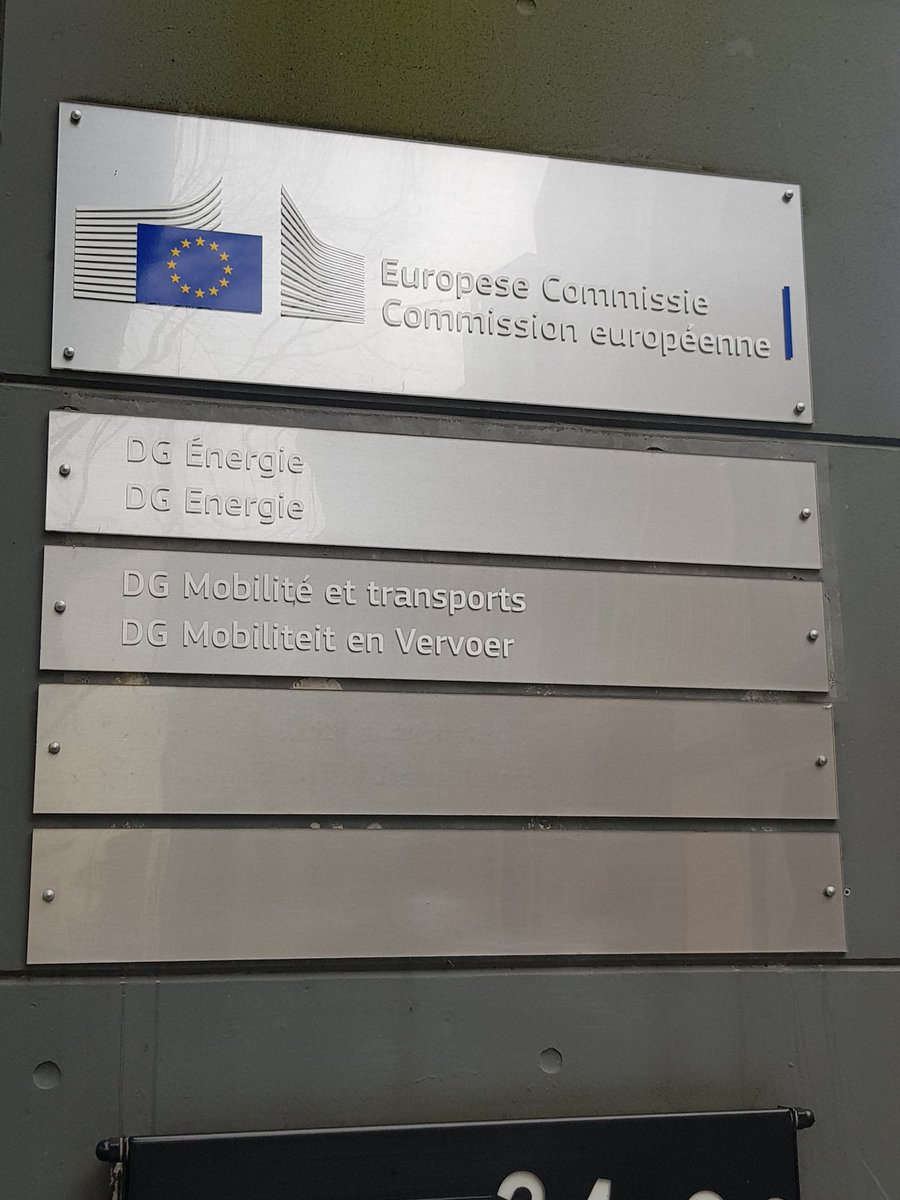 Europese Commissie
Commission européenne
DG Énergie
DG Energie
DG Mobilité et transports
DG Mobiliteit en Vervoer